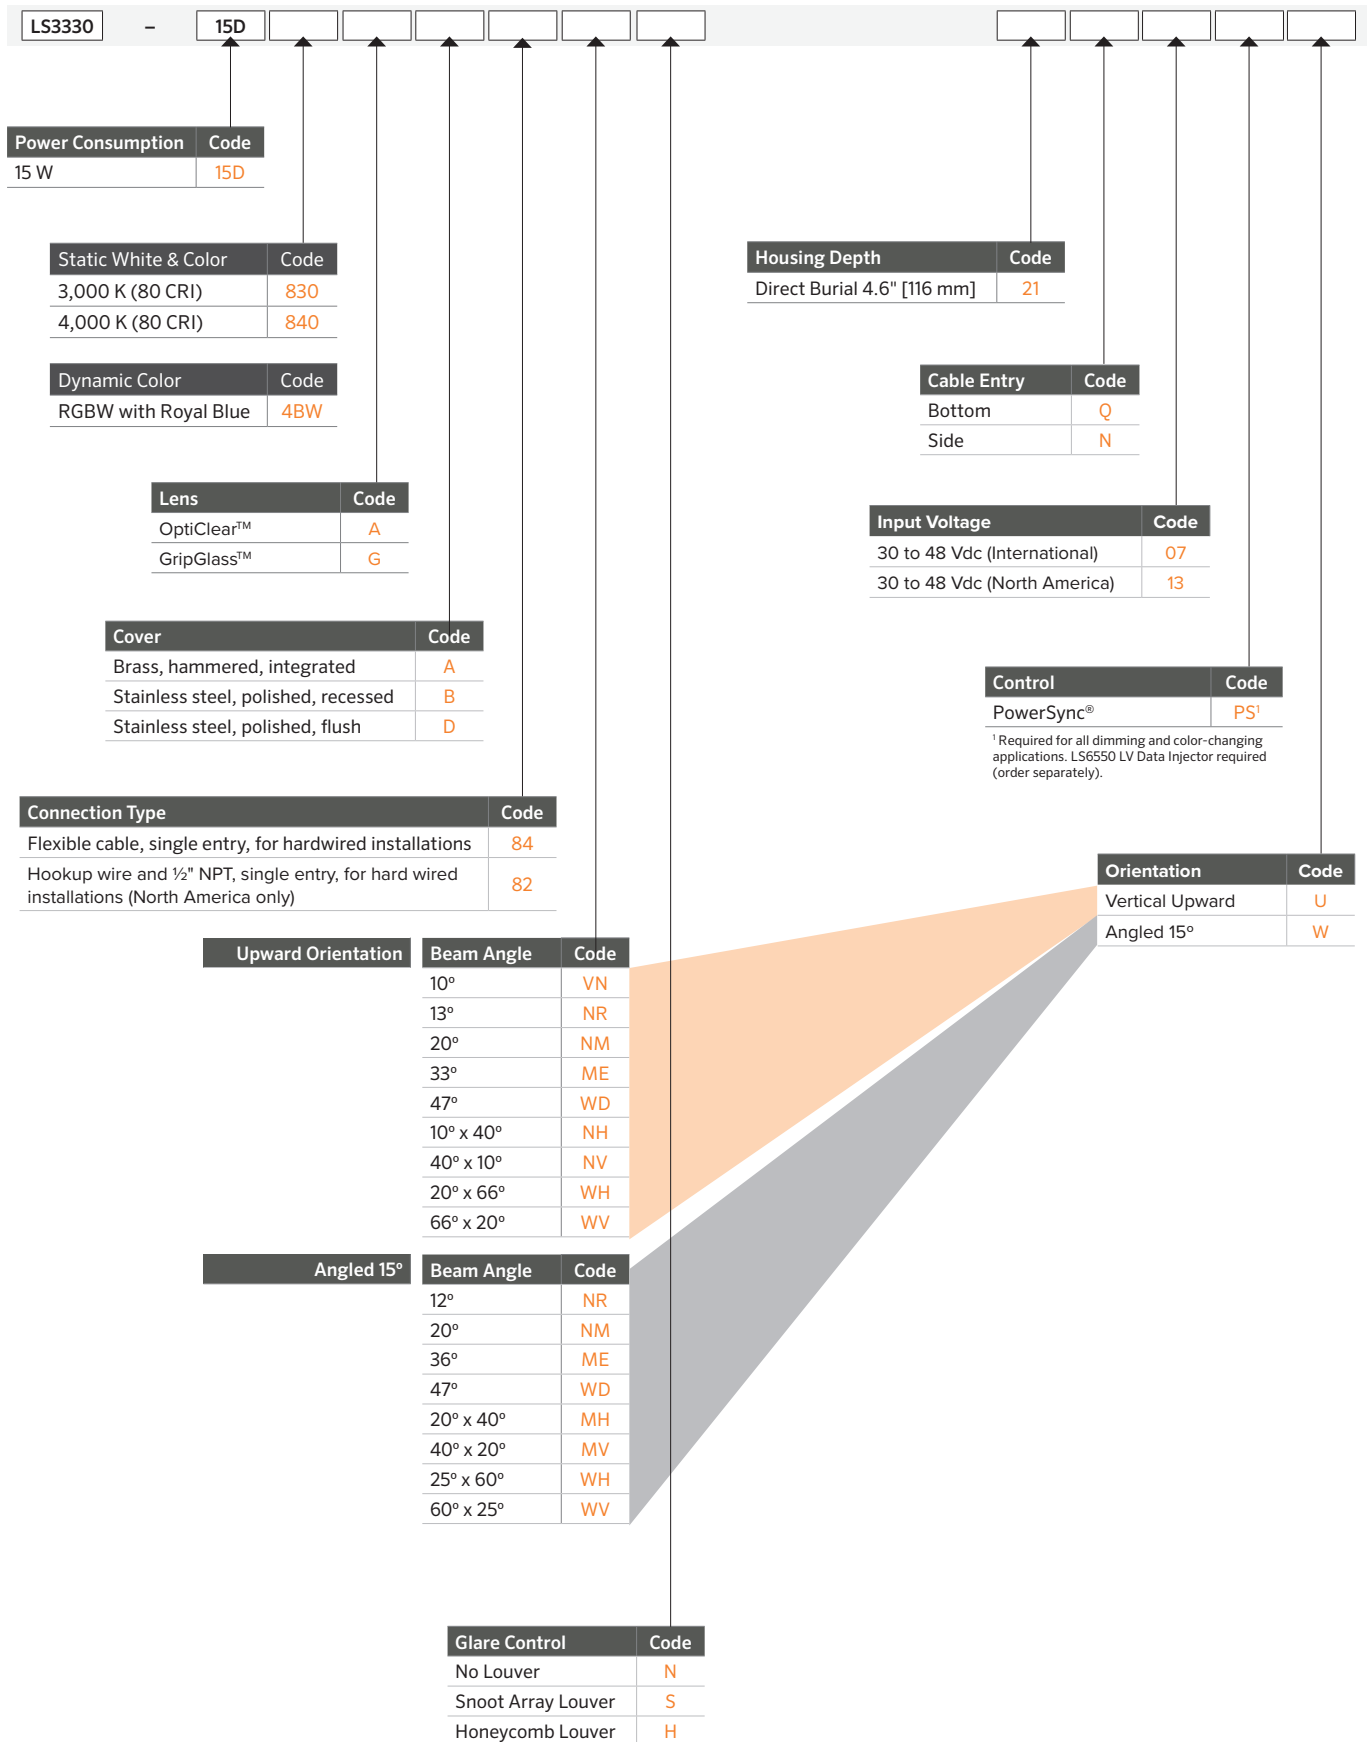 LS3330 – 15D
Power Consumption Code
15 W 15D
Static White & Color Code
3,000 K (80 CRI) 830
4,000 K (80 CRI) 840
Dynamic Color Code
RGBW with Royal Blue 4BW
Lens Code
OptiClear™ A
GripGlass™ G
Cover Code
Brass, hammered, integrated A
Stainless steel, polished, recessed B
Stainless steel, polished, flush D
Connection Type Code
Flexible cable, single entry, for hardwired installations 84
Hookup wire and ½" NPT, single entry, for hard wired
installations (North America only) 82
Upward Orientation Beam Angle Code
10° VN
13° NR
20° NM
33° ME
47° WD
10° x 40° NH
40° x 10° NV
20° x 66° WH
66° x 20° WV
Angled 15° Beam Angle Code
12° NR
20° NM
36° ME
47° WD
20° x 40° MH
40° x 20° MV
25° x 60° WH
60° x 25° WV
Glare Control Code
No Louver N
Snoot Array Louver S
Honeycomb Louver H
Housing Depth Code
Direct Burial 4.6" [116 mm] 21
Cable Entry Code
Bottom Q
Side N
Input Voltage Code
30 to 48 Vdc (International) 07
30 to 48 Vdc (North America) 13
Control Code
PowerSync® PS¹
¹ Required for all dimming and color-changing
applications. LS6550 LV Data Injector required
(order separately).
Orientation Code
Vertical Upward U
Angled 15° W